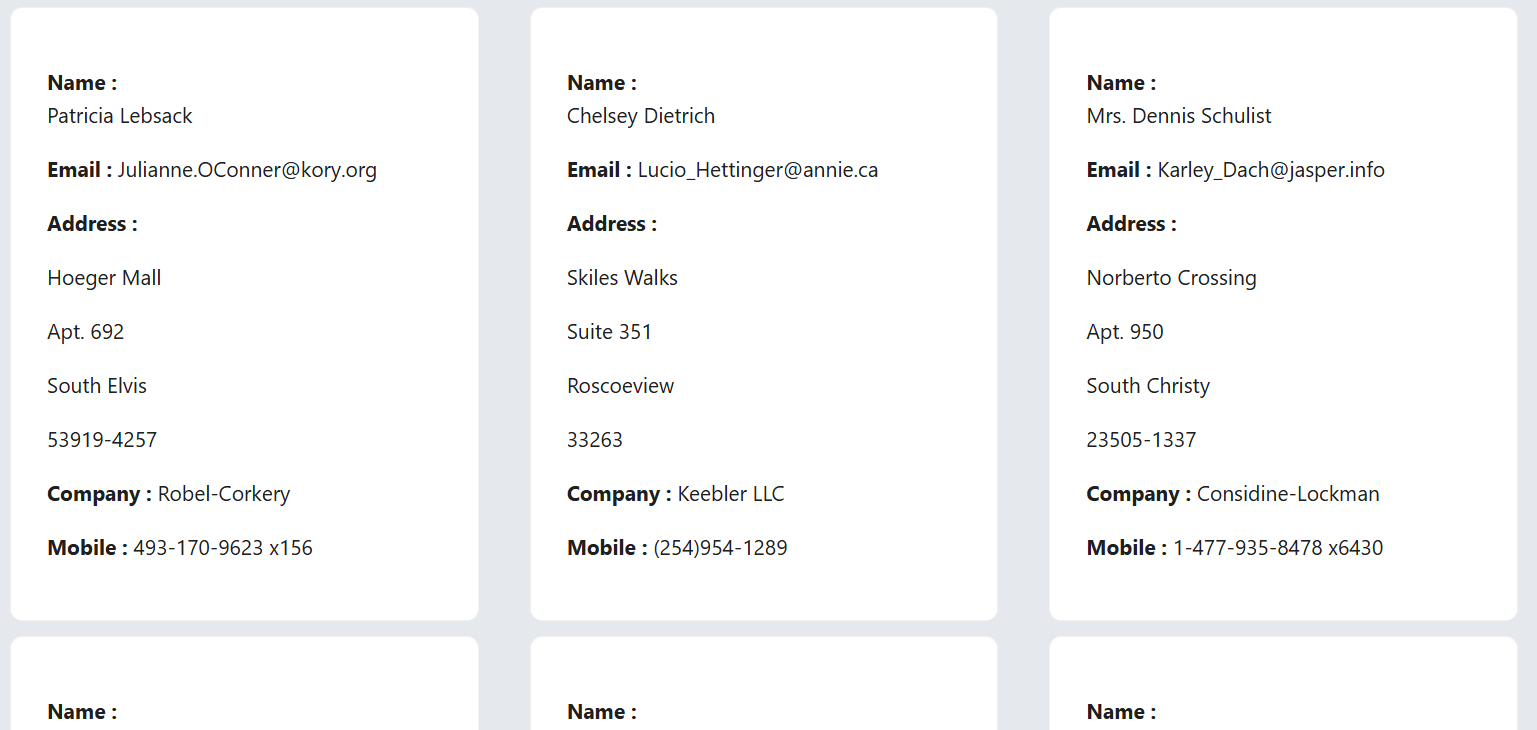 Name :
Patricia Lebsack
Email : Julianne.OConner@kory.org
Address :
Hoeger Mall
Apt. 692
South Elvis
53919-4257
Company : Robel-Corkery
Mobile : 493-170-9623 x156
Name :
Chelsey Dietrich
Email : Lucio_Hettinger@annie.ca
Address :
Skiles Walks
Suite 351
Roscoeview
33263
Company : Keebler LLC
Mobile : (254)954-1289
Name :
Mrs. Dennis Schulist
Email : Karley_Dach@jasper.info
Address :
Norberto Crossing
Apt. 950
South Christy
23505-1337
Company : Considine-Lockman
Mobile : 1-477-935-8478 x6430
Name :
Name :
Name :